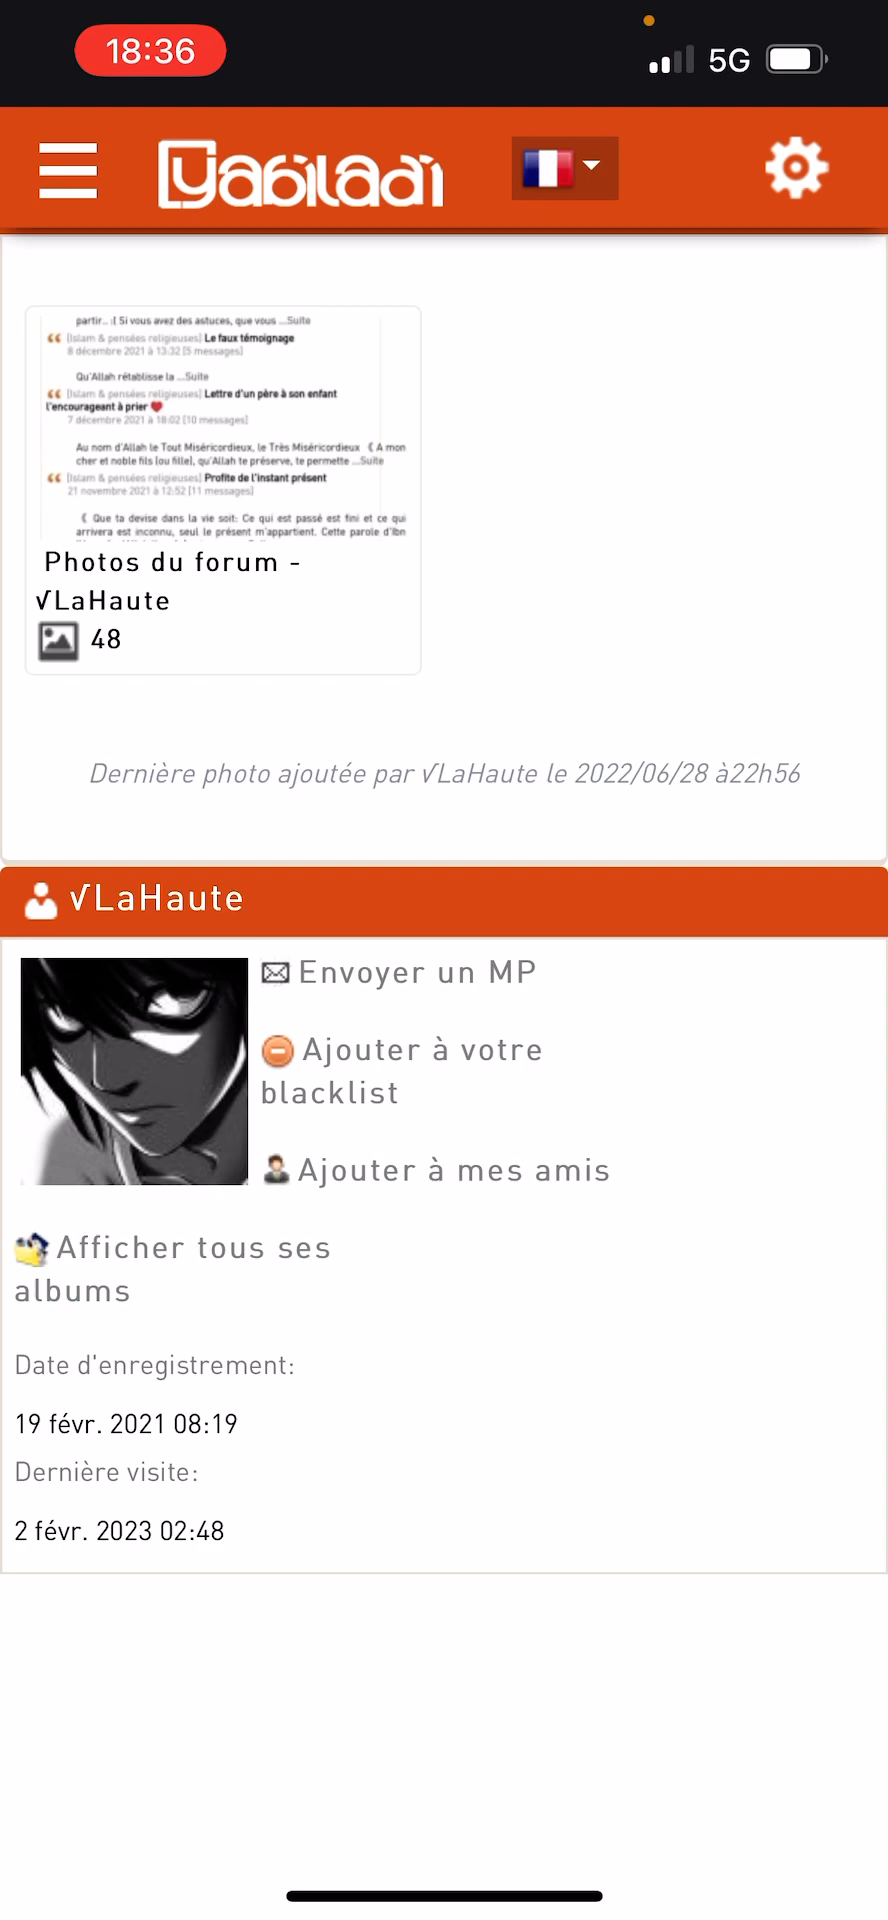 18:36
5G
yabiladi
partir... :( Si vous avez des astuces, que vous ...Suite
[Islam & pensées religieuses] Le faux témoignage
8 décembre 2021 à 13:32 [5 messages]
Qu'Allah rétablisse la ...Suite
[Islam & pensées religieuses] Lettre d'un père à son enfant
l'encourageant à prier ❤
7 décembre 2021 à 18:02 [10 messages]
Au nom d'Allah le Tout Miséricordieux, le Très Miséricordieux 《 A mon
cher et noble fils [ou fille], qu'Allah te préserve, te permette ...Suite
[Islam & pensées religieuses] Profite de l'instant présent
21 novembre 2021 à 12:52 [11 messages]
《 Que ta devise dans la vie soit: Ce qui est passé est fini et ce qui
arrivera est inconnu, seul le présent m'appartient. Cette parole d'Ibn
Photos du forum -
√LaHaute
48
Dernière photo ajoutée par √LaHaute le 2022/06/28 à22h56
√LaHaute
Envoyer un MP
Ajouter à votre
blacklist
Ajouter à mes amis
Afficher tous ses
albums
Date d'enregistrement:
19 févr. 2021 08:19
Dernière visite:
2 févr. 2023 02:48